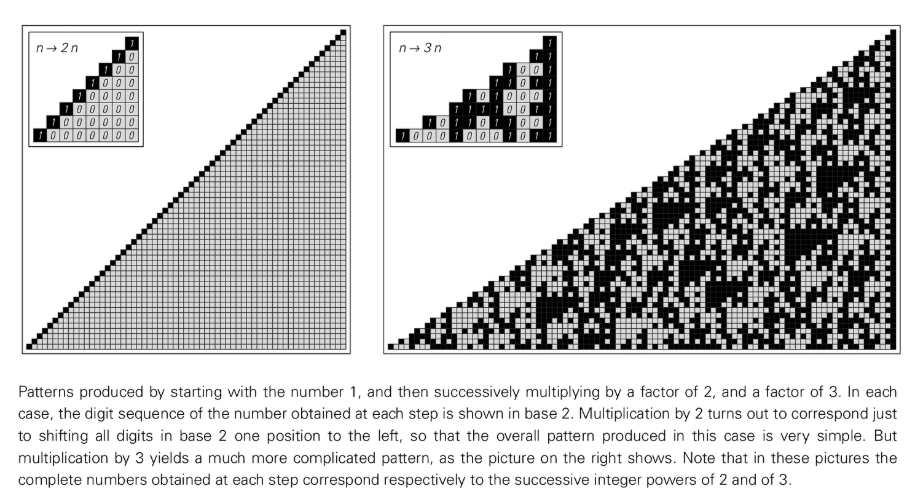 n → 2 n
1
1 0
1 0 0
1 0 0 0
1 0 0 0 0
1 0 0 0 0 0
1 0 0 0 0 0 0
1 0 0 0 0 0 0 0
n → 3 n
1
1 1
1 0 0 1
1 1 0 1 1
1 0 1 0 0 0 1
1 1 1 1 0 0 1 1
1 0 1 1 0 1 1 0 0 1
1 0 0 0 1 0 0 0 1 0 1 1
Patterns produced by starting with the number 1, and then successively multiplying by a factor of 2, and a factor of 3. In each
case, the digit sequence of the number obtained at each step is shown in base 2. Multiplication by 2 turns out to correspond just
to shifting all digits in base 2 one position to the left, so that the overall pattern produced in this case is very simple. But
multiplication by 3 yields a much more complicated pattern, as the picture on the right shows. Note that in these pictures the
complete numbers obtained at each step correspond respectively to the successive integer powers of 2 and of 3.